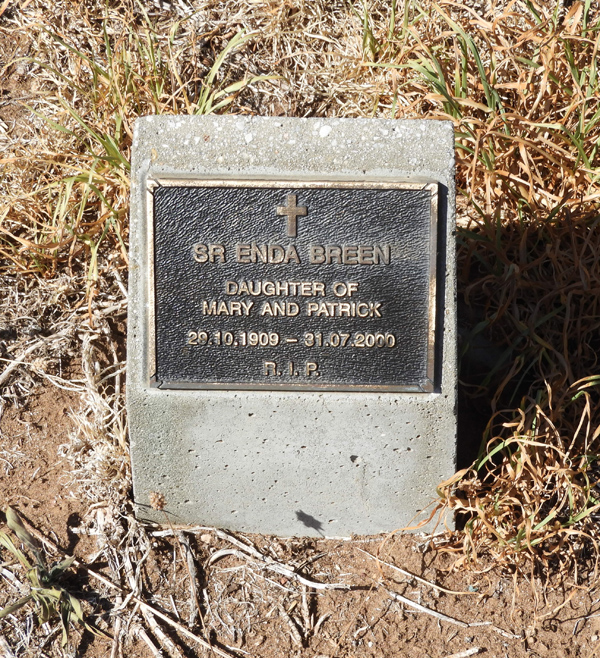 SR ENDA BREEN
DAUGHTER OF
MARY AND PATRICK
29.10.1909 – 31.07.2000
R.I.P.